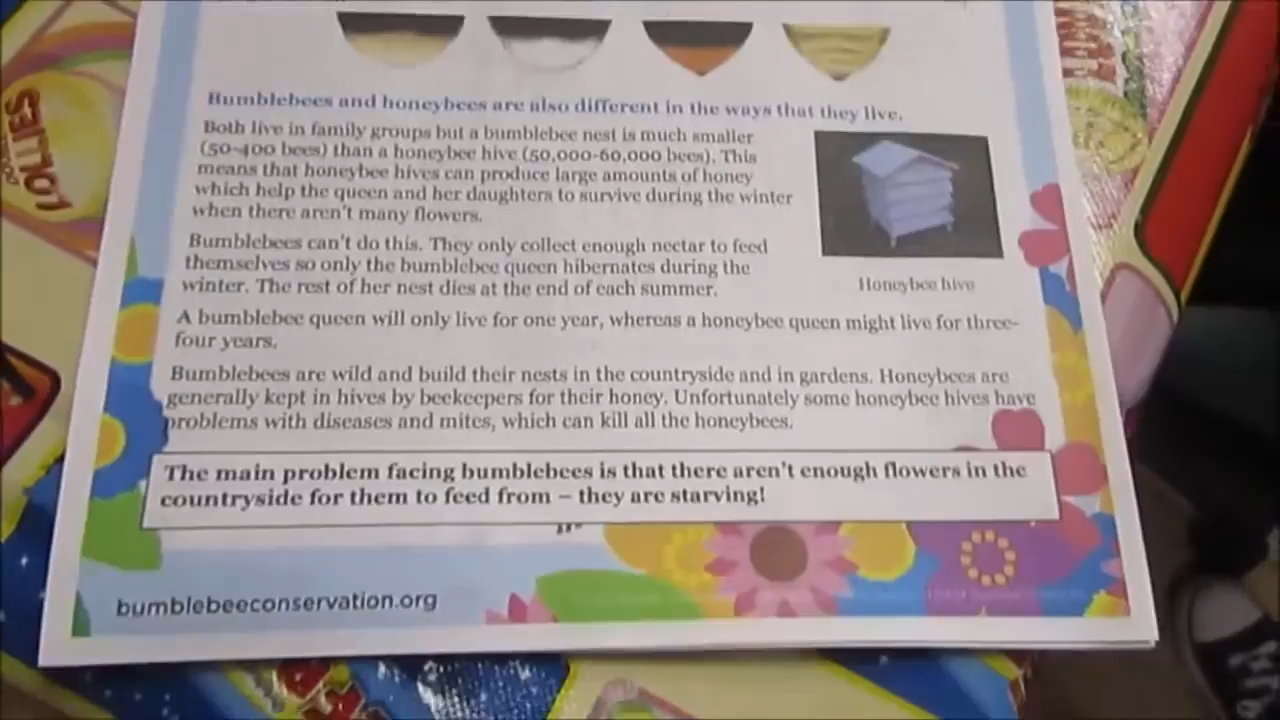 Bumblebees and honeybees are also different in the ways that they live.
Both live in family groups but a bumblebee nest is much smaller
(50-400 bees) than a honeybee hive (50,000-60,000 bees). This
means that honeybee hives can produce large amounts of honey
which help the queen and her daughters to survive during the winter
when there aren't many flowers.
Honeybee hive
Bumblebees can't do this. They only collect enough nectar to feed
themselves so only the bumblebee queen hibernates during the
winter. The rest of her nest dies at the end of each summer.
A bumblebee queen will only live for one year, whereas a honeybee queen might live for three-
four years.
Bumblebees are wild and build their nests in the countryside and in gardens. Honeybees are
generally kept in hives by beekeepers for their honey. Unfortunately some honeybee hives have
problems with diseases and mites, which can kill all the honeybees.
The main problem facing bumblebees is that there aren't enough flowers in the
countryside for them to feed from – they are starving!
bumblebeeconservation.org